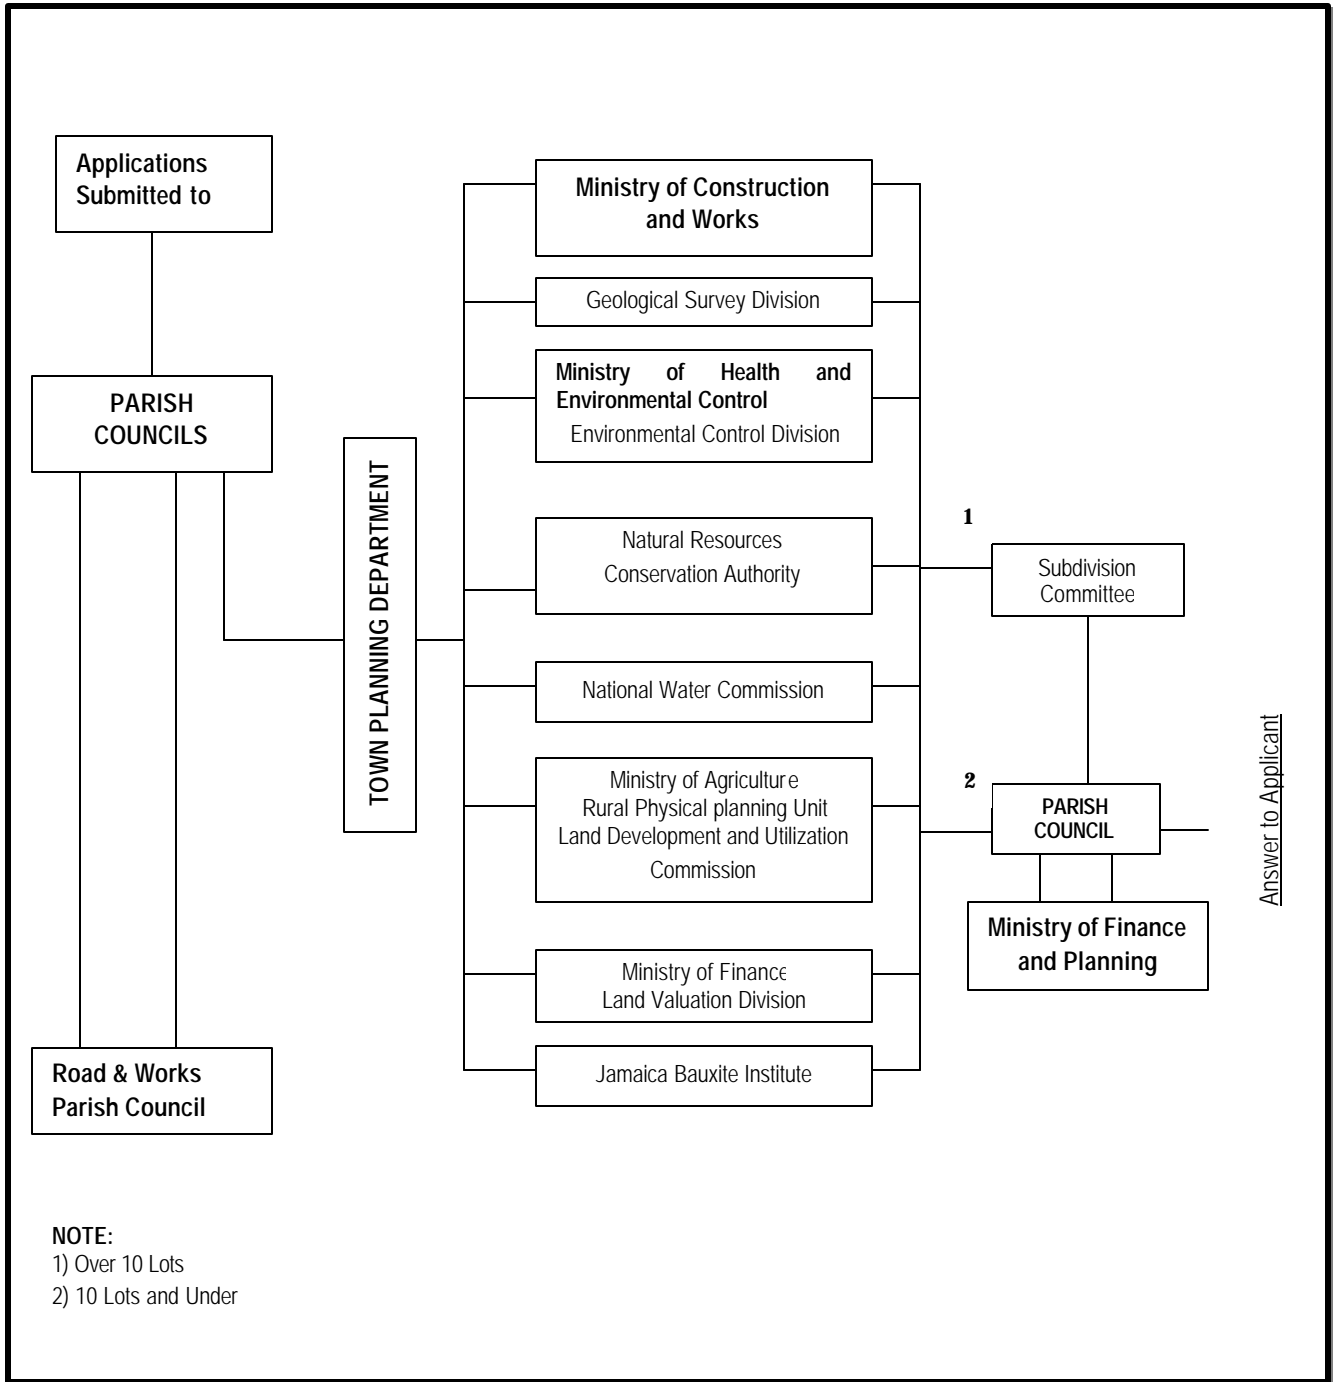 Applications
Submitted to
PARISH
COUNCILS
Road & Works
Parish Council
TOWN PLANNING DEPARTMENT
Ministry of Construction
and Works
Geological Survey Division
Ministry of Health and
Environmental Control
Environmental Control Division
Natural Resources
Conservation Authority
National Water Commission
Ministry of Agriculture
Rural Physical planning Unit
Land Development and Utilization
Commission
Ministry of Finance
Land Valuation Division
Jamaica Bauxite Institute
1
Subdivision
Committee
2
PARISH
COUNCIL
Ministry of Finance
and Planning
Answer to Applicant
NOTE:
1) Over 10 Lots
2) 10 Lots and Under